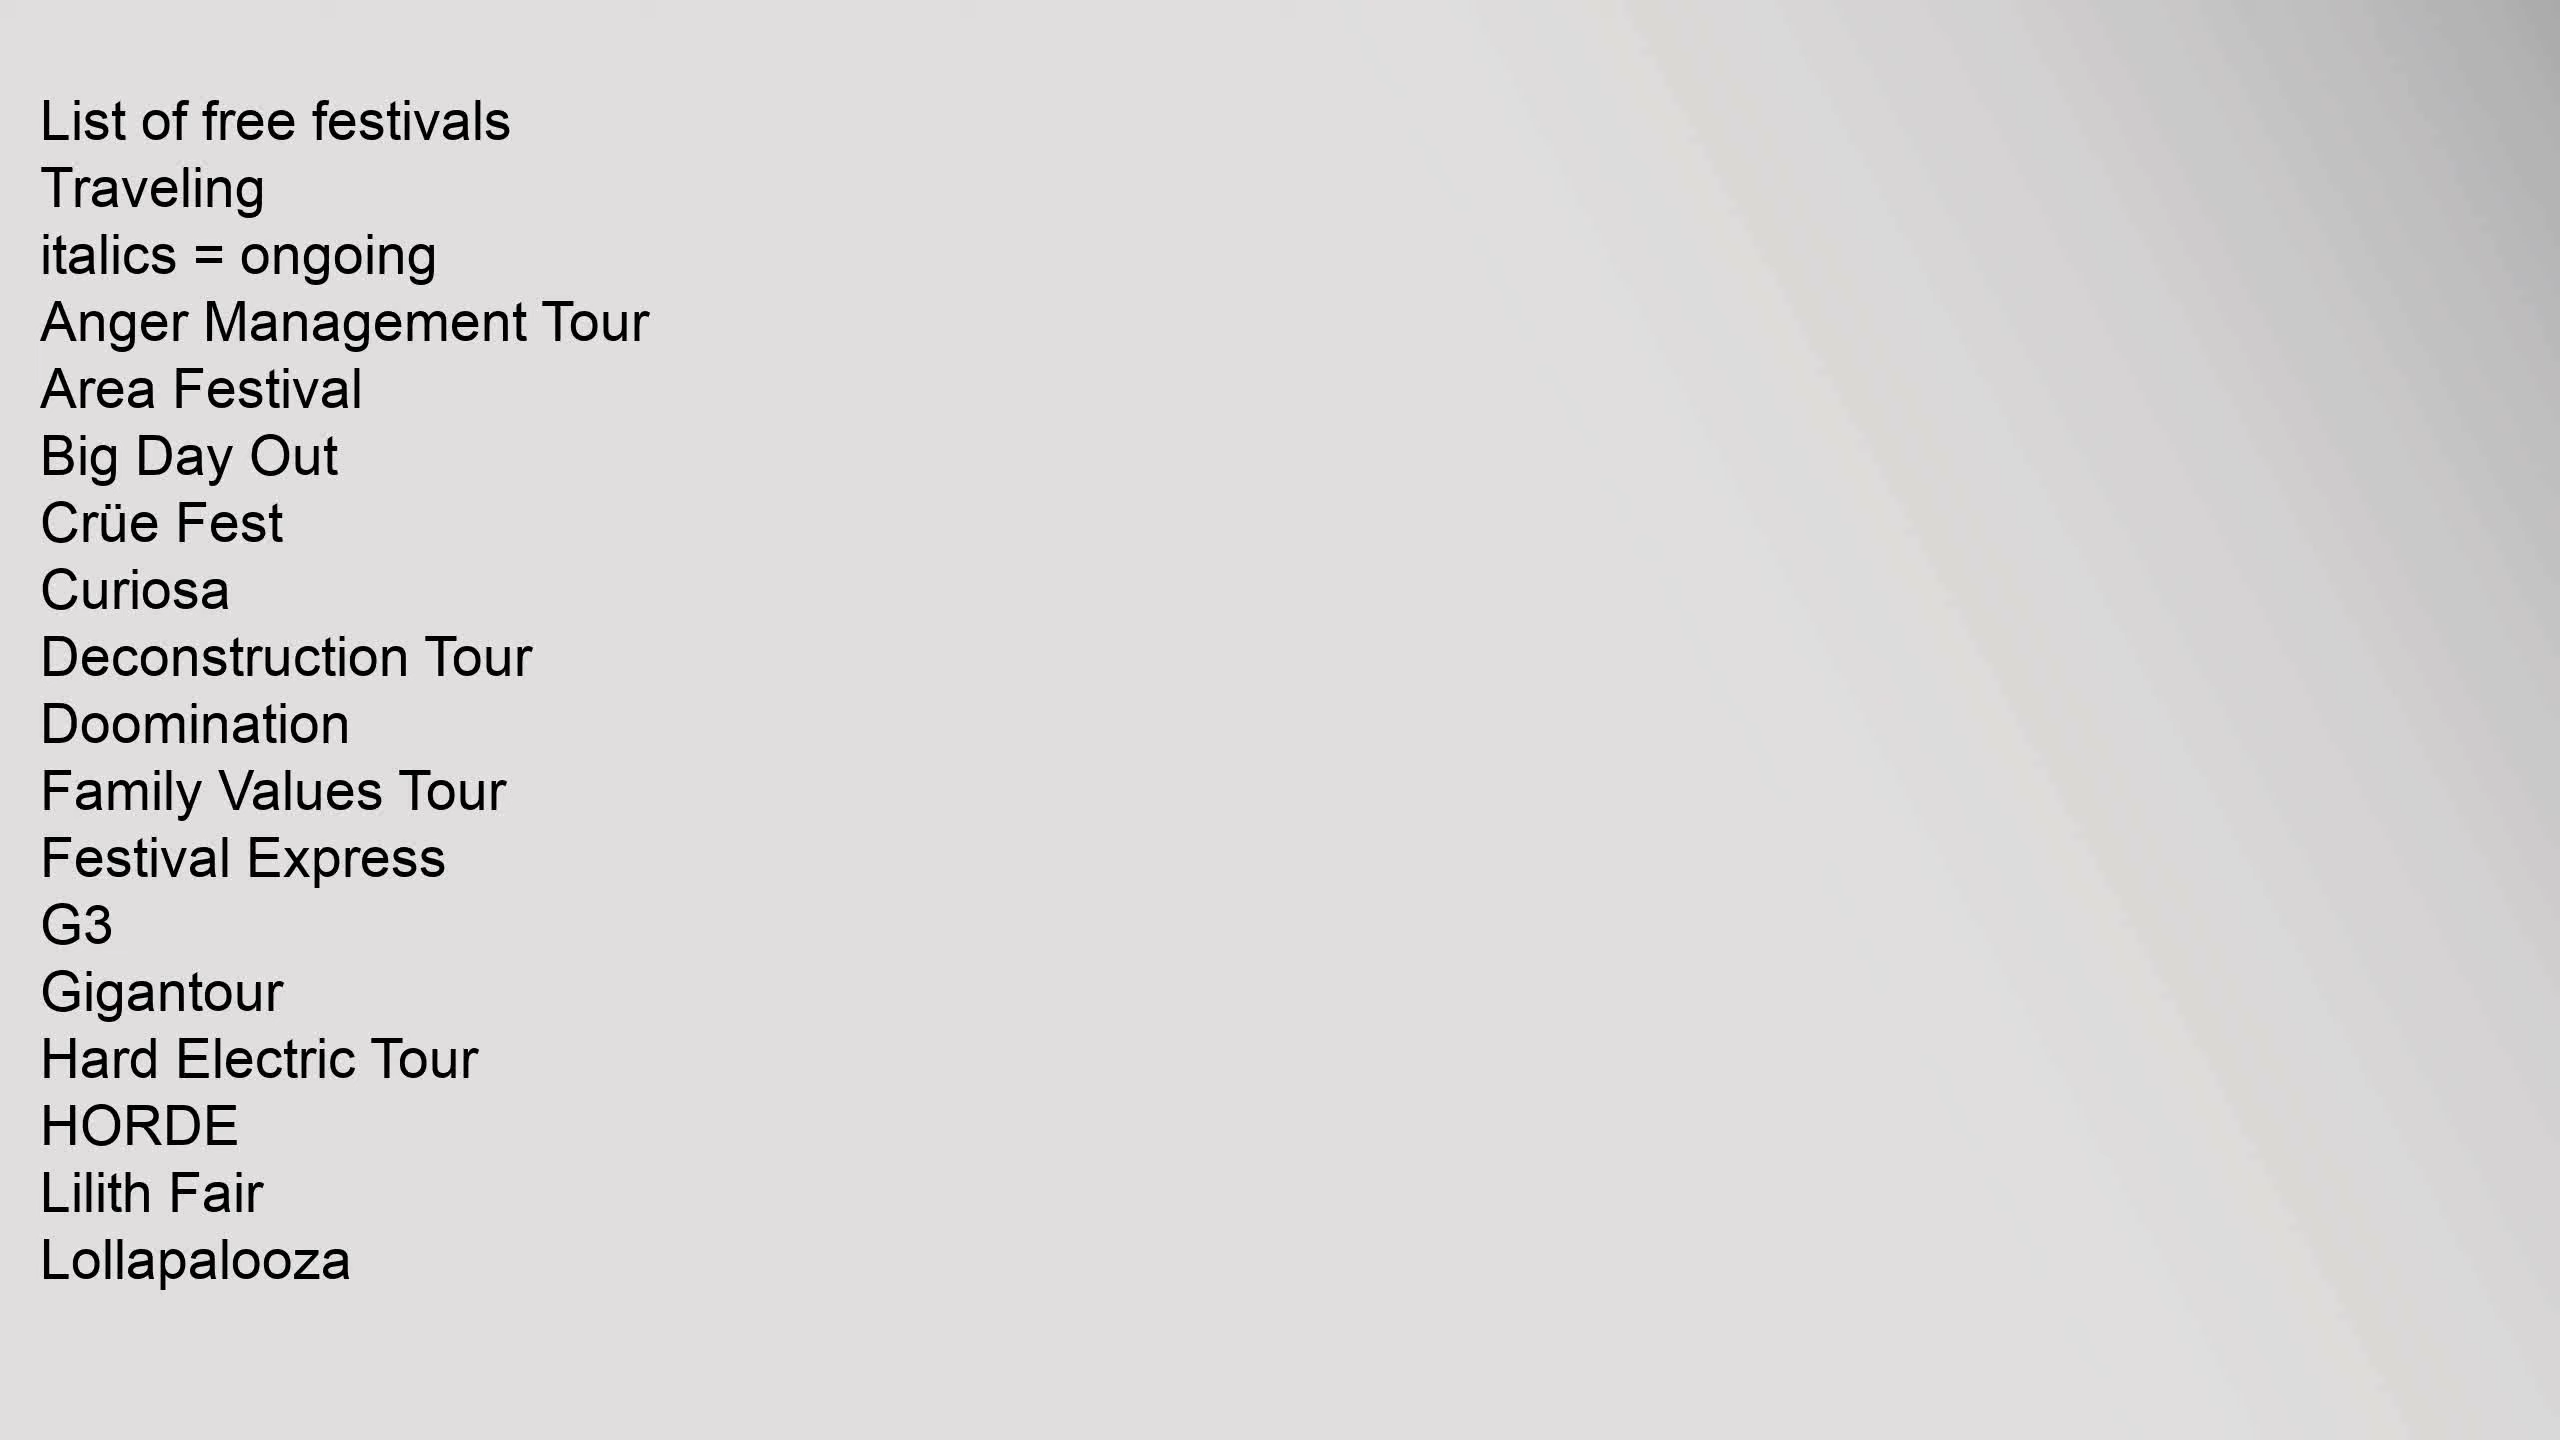 List of free festivals
Traveling
italics = ongoing
Anger Management Tour
Area Festival
Big Day Out
Crüe Fest
Curiosa
Deconstruction Tour
Doomination
Family Values Tour
Festival Express
G3
Gigantour
Hard Electric Tour
HORDE
Lilith Fair
Lollapalooza